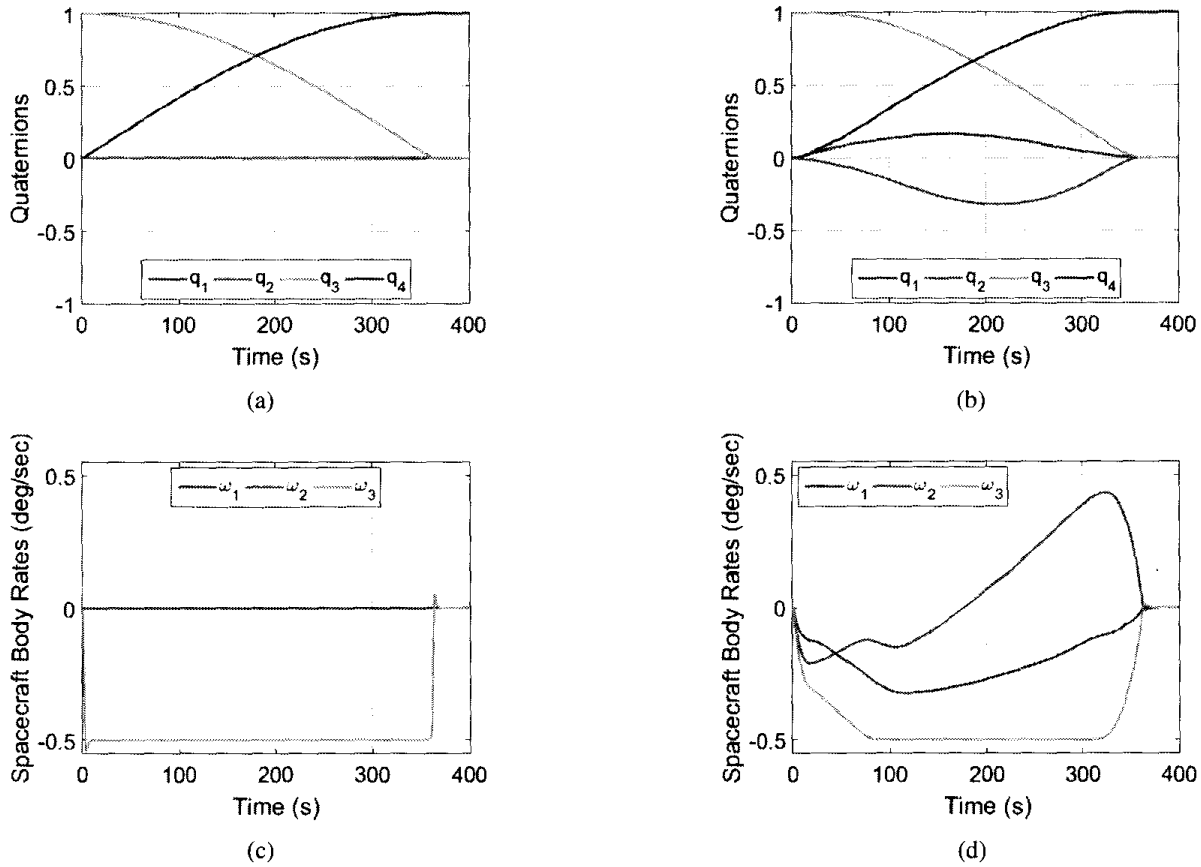 1
0.5
0
-0.5
-1
Quaternions
q1 q2 q3 q4
0 100 200 300 400
Time (s)
(a)
1
0.5
0
-0.5
-1
Quaternions
q1 q2 q3 q4
0 100 200 300 400
Time (s)
(b)
0.5
0
-0.5
Spacecraft Body Rates (deg/sec)
ω1 ω2 ω3
0 100 200 300 400
Time (s)
(c)
0.5
0
-0.5
Spacecraft Body Rates (deg/sec)
ω1 ω2 ω3
0 100 200 300 400
Time (s)
(d)